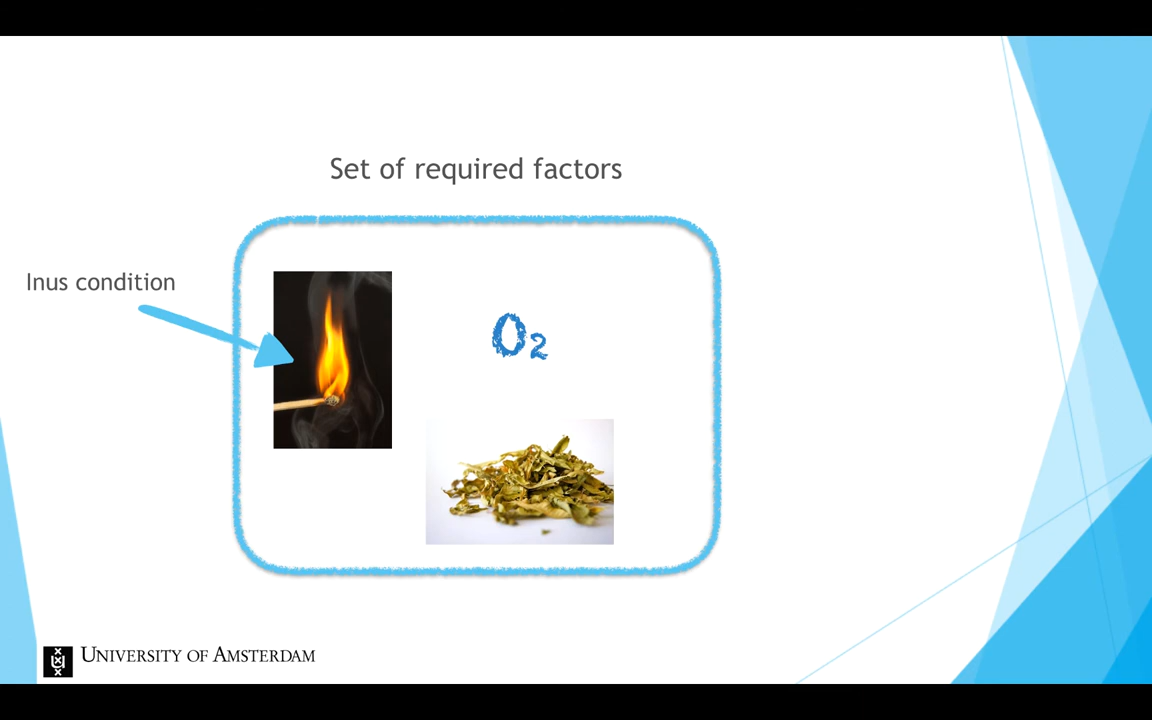 Set of required factors
Inus condition
O₂
UNIVERSITY OF AMSTERDAM